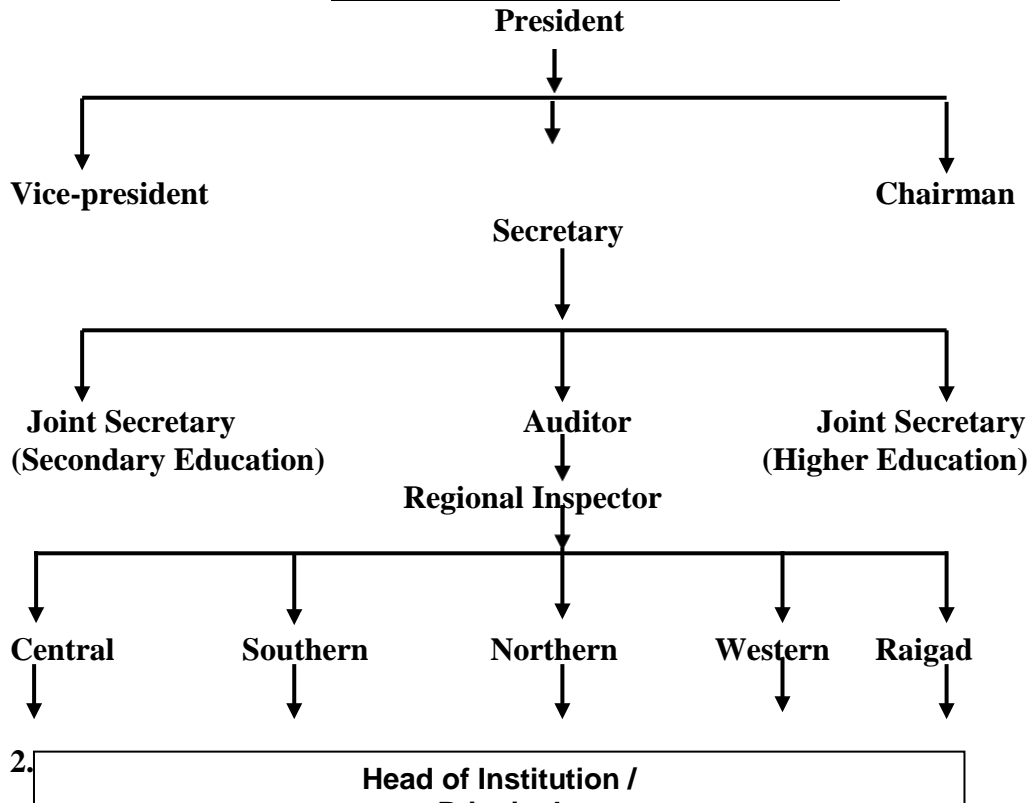 President
Vice-president Chairman
Secretary
Joint Secretary Auditor Joint Secretary
(Secondary Education) (Higher Education)
Regional Inspector
Central Southern Northern Western Raigad
2.
Head of Institution /